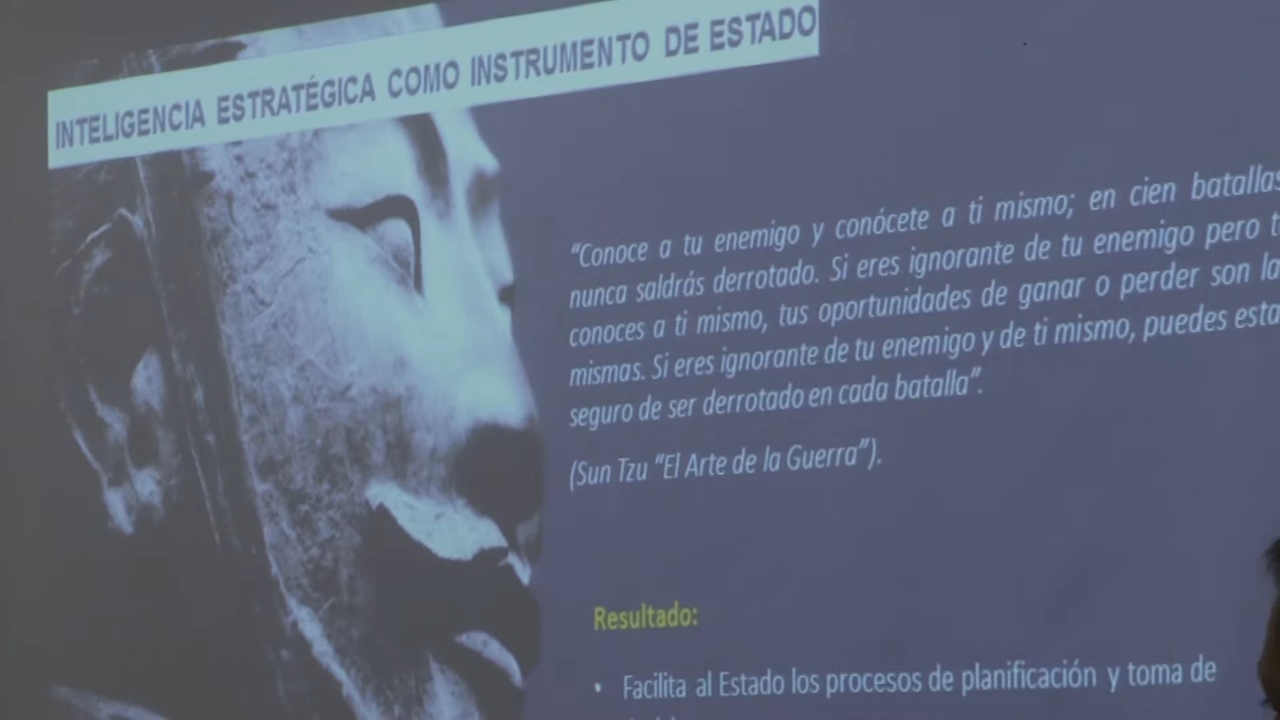 INTELIGENCIA ESTRATÉGICA COMO INSTRUMENTO DE ESTADO
“Conoce a tu enemigo y conócete a ti mismo; en cien batallas
nunca saldrás derrotado. Si eres ignorante de tu enemigo pero
conoces a ti mismo, tus oportunidades de ganar o perder son
mismas. Si eres ignorante de tu enemigo y de ti mismo, puedes
seguro de ser derrotado en cada batalla”.
(Sun Tzu “El Arte de la Guerra”).
Resultado:
• Facilita al Estado los procesos de planificación y toma de